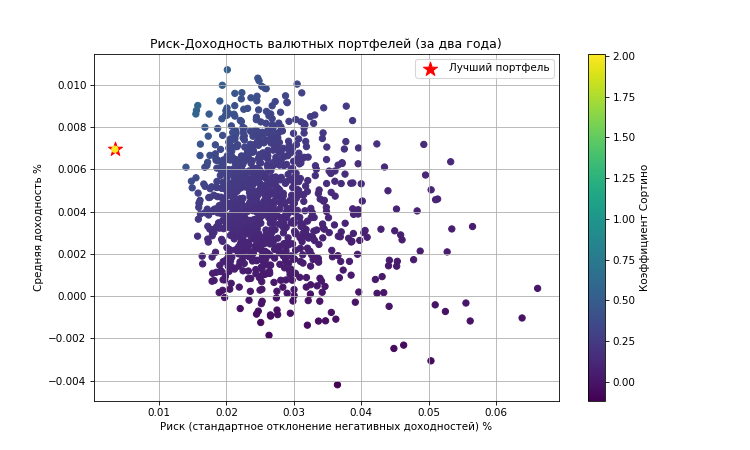 Риск-Доходность валютных портфелей (за два года)
Лучший портфель
Средняя доходность %
0.010
0.008
0.006
0.004
0.002
0.000
−0.002
−0.004
0.01 0.02 0.03 0.04 0.05 0.06
Риск (стандартное отклонение негативных доходностей) %
2.00
1.75
1.50
1.25
1.00
0.75
0.50
0.25
0.00
Коэффициент Сортино